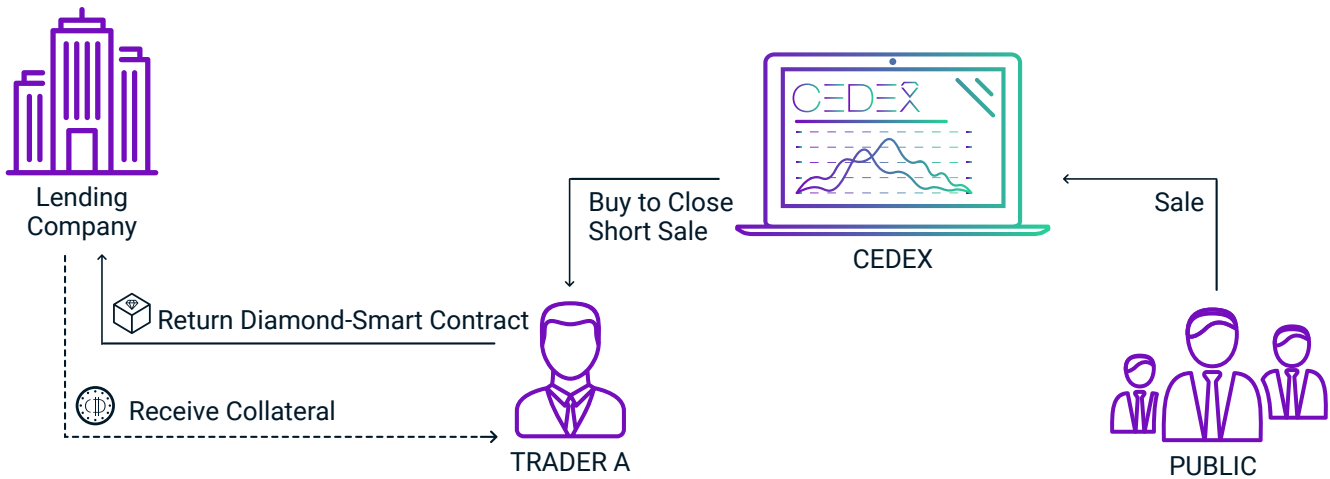 CEDEX
Lending
Company
Buy to Close
Short Sale
Sale
CEDEX
Return Diamond-Smart Contract
Receive Collateral
TRADER A
PUBLIC